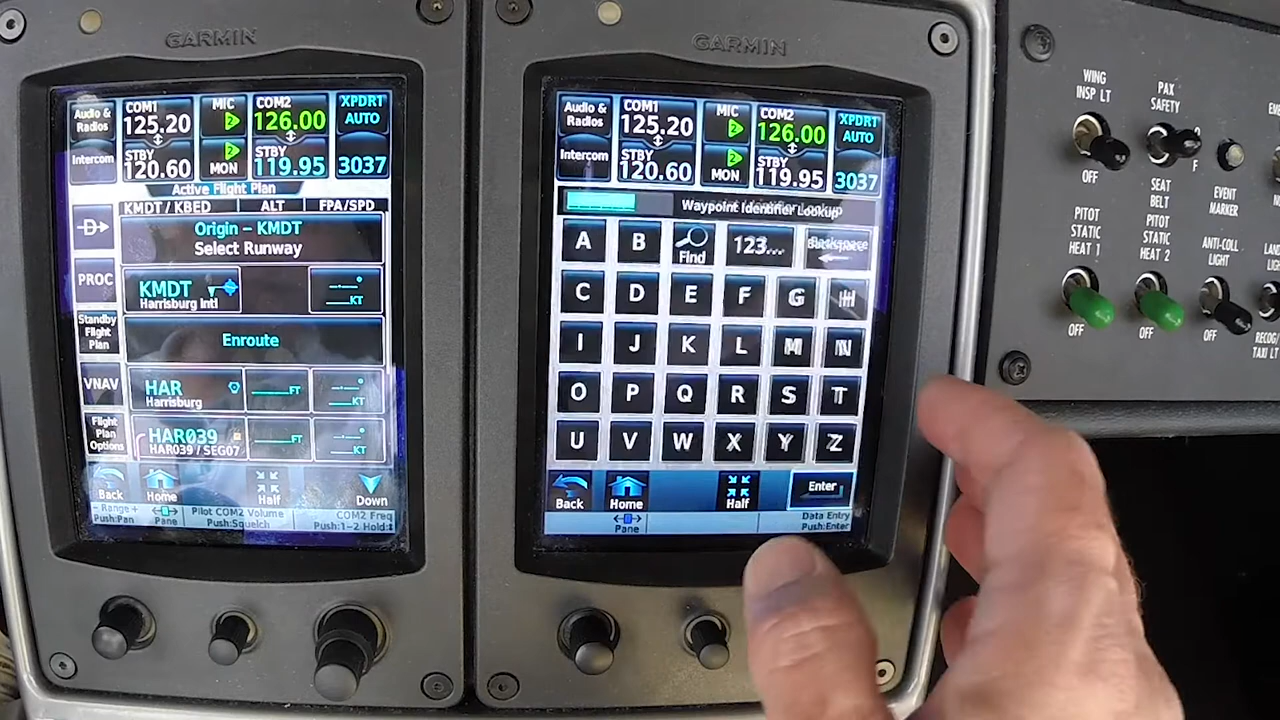 GARMIN
Audio & Radios
COM1
125.20
STBY
120.60
MIC
MON
COM2
126.00
STBY
119.95
XPDR1
AUTO
3037
Intercom
Active Flight Plan
KMDT / KBED
ALT
FPA/SPD
Origin – KMDT
Select Runway
PROC
KMDT
Harrisburg Intl
KT
Standby Flight Plan
Enroute
VNAV
HAR
Harrisburg
FT
KT
Flight Plan Options
HAR039
HAR039 / SEG07
FT
KT
Back
Home
Half
Down
– Range +
Push:Pan
Pane
Pilot COM2 Volume
Push:Squelch
COM2 Freq
Push:1–2 Hold:
GARMIN
Audio & Radios
COM1
125.20
STBY
120.60
MIC
MON
COM2
126.00
STBY
119.95
XPDR1
AUTO
3037
Intercom
Waypoint Identifier Lookup
A B Find 123... Backspace
C D E F G H
I J K L M N
O P Q R S T
U V W X Y Z
Back
Home
Half
Enter
Pane
Data Entry
Push:Enter
WING
INSP LT
OFF
PAX
SAFETY
F
SEAT
BELT
EVENT
MARKER
PITOT
STATIC
HEAT 1
OFF
PITOT
STATIC
HEAT 2
OFF
ANTI-COLL
LIGHT
OFF
RECOG/
TAXI LT